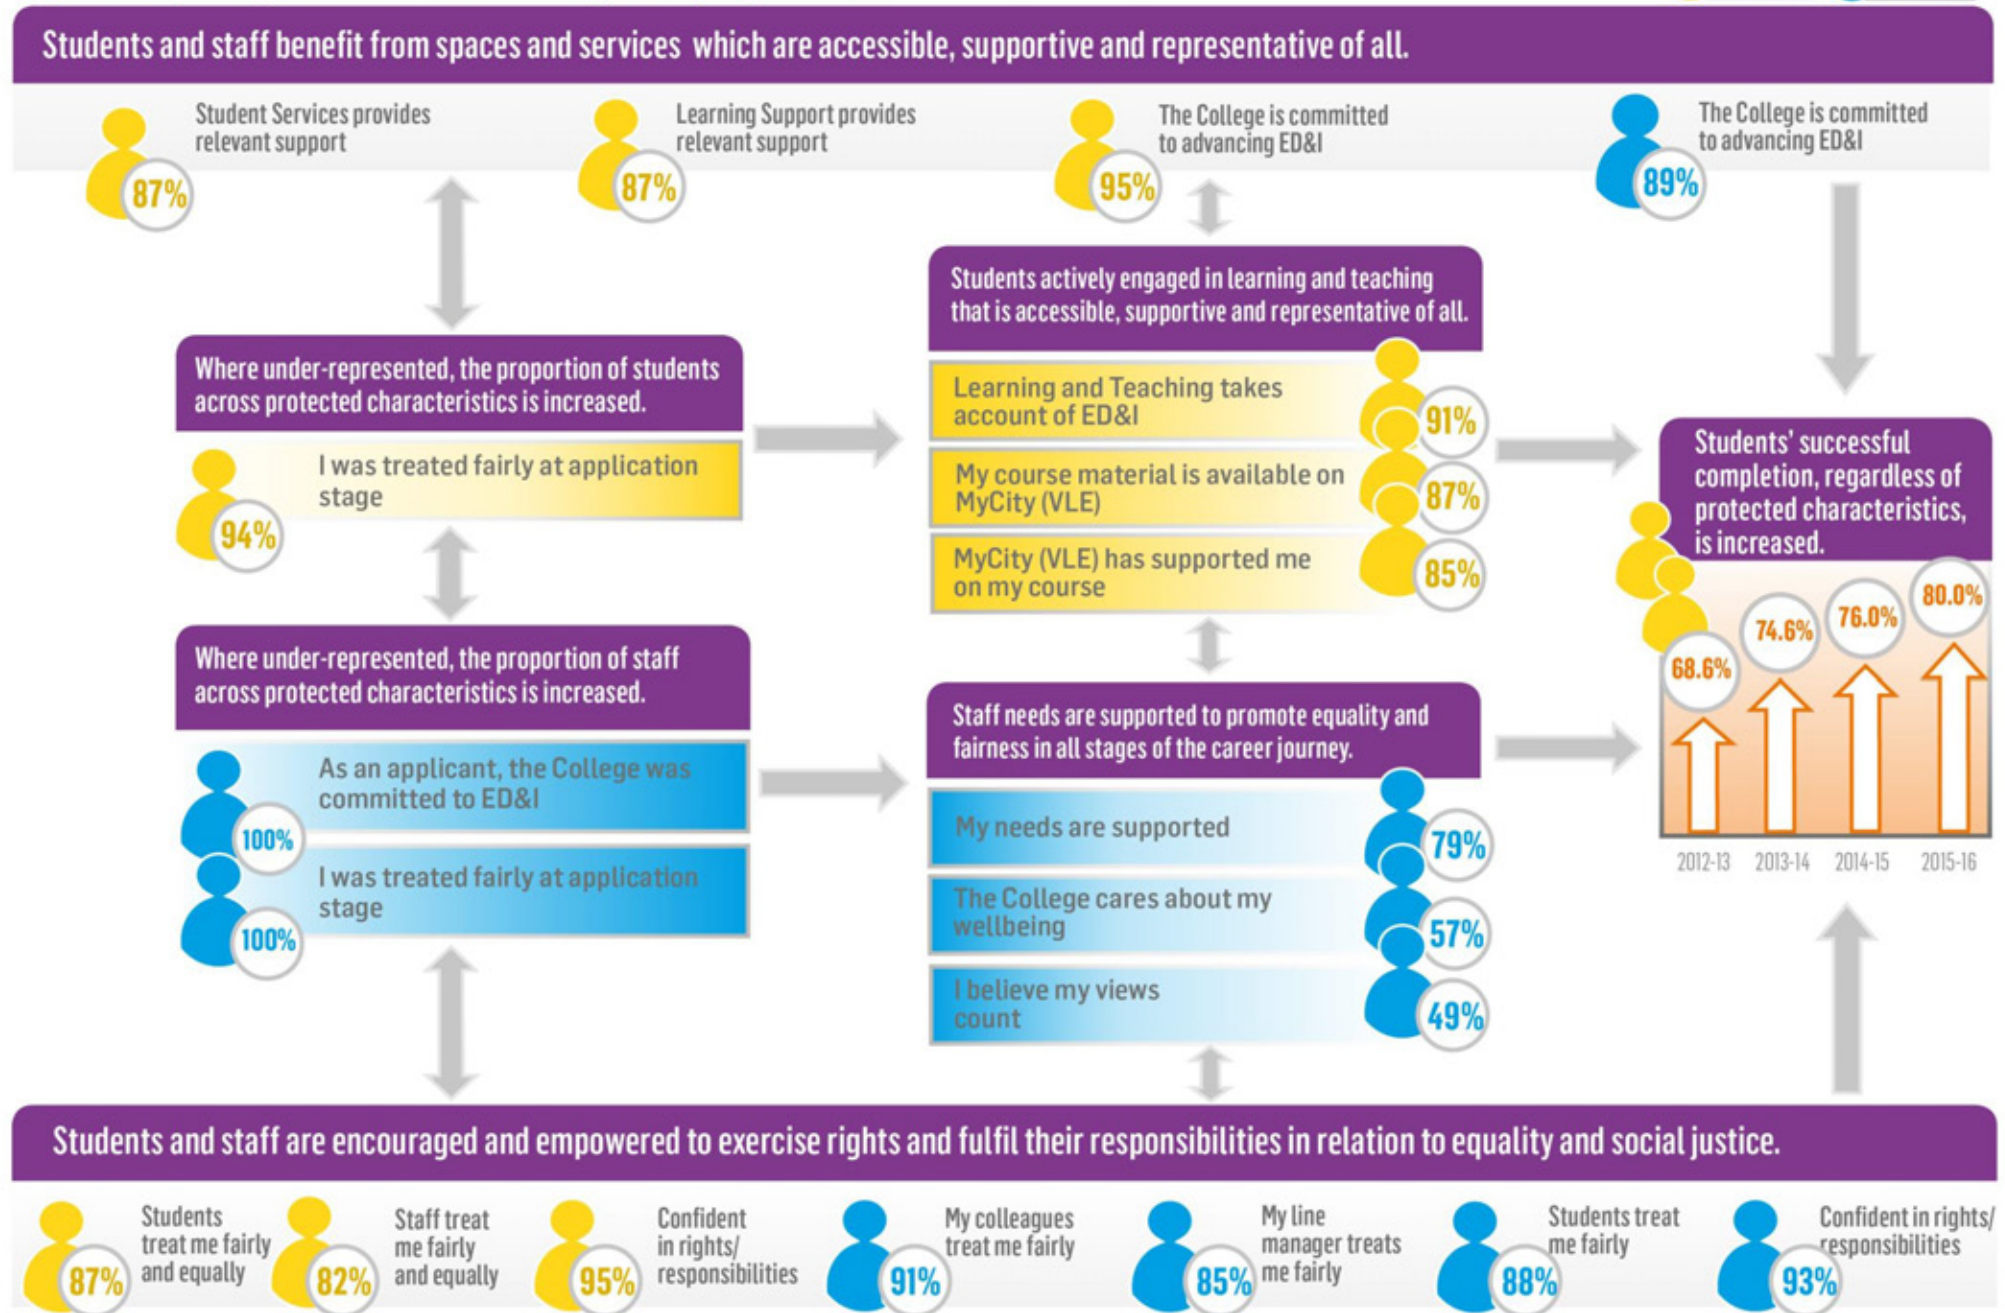 Students and staff benefit from spaces and services which are accessible, supportive and representative of all.
Student Services provides
relevant support
87%
Learning Support provides
relevant support
87%
The College is committed
to advancing ED&I
95%
The College is committed
to advancing ED&I
89%
Where under-represented, the proportion of students
across protected characteristics is increased.
I was treated fairly at application
stage
94%
Students actively engaged in learning and teaching
that is accessible, supportive and representative of all.
Learning and Teaching takes
account of ED&I
91%
My course material is available on
MyCity (VLE)
87%
MyCity (VLE) has supported me
on my course
85%
Where under-represented, the proportion of staff
across protected characteristics is increased.
As an applicant, the College was
committed to ED&I
100%
I was treated fairly at application
stage
100%
Staff needs are supported to promote equality and
fairness in all stages of the career journey.
My needs are supported
79%
The College cares about my
wellbeing
57%
I believe my views
count
49%
Students' successful
completion, regardless of
protected characteristics,
is increased.
68.6%
74.6%
76.0%
80.0%
2012-13 2013-14 2014-15 2015-16
Students and staff are encouraged and empowered to exercise rights and fulfil their responsibilities in relation to equality and social justice.
Students
treat me fairly
and equally
87%
Staff treat
me fairly
and equally
82%
Confident
in rights/
responsibilities
95%
My colleagues
treat me fairly
91%
My line
manager treats
me fairly
85%
Students treat
me fairly
88%
Confident in rights/
responsibilities
93%